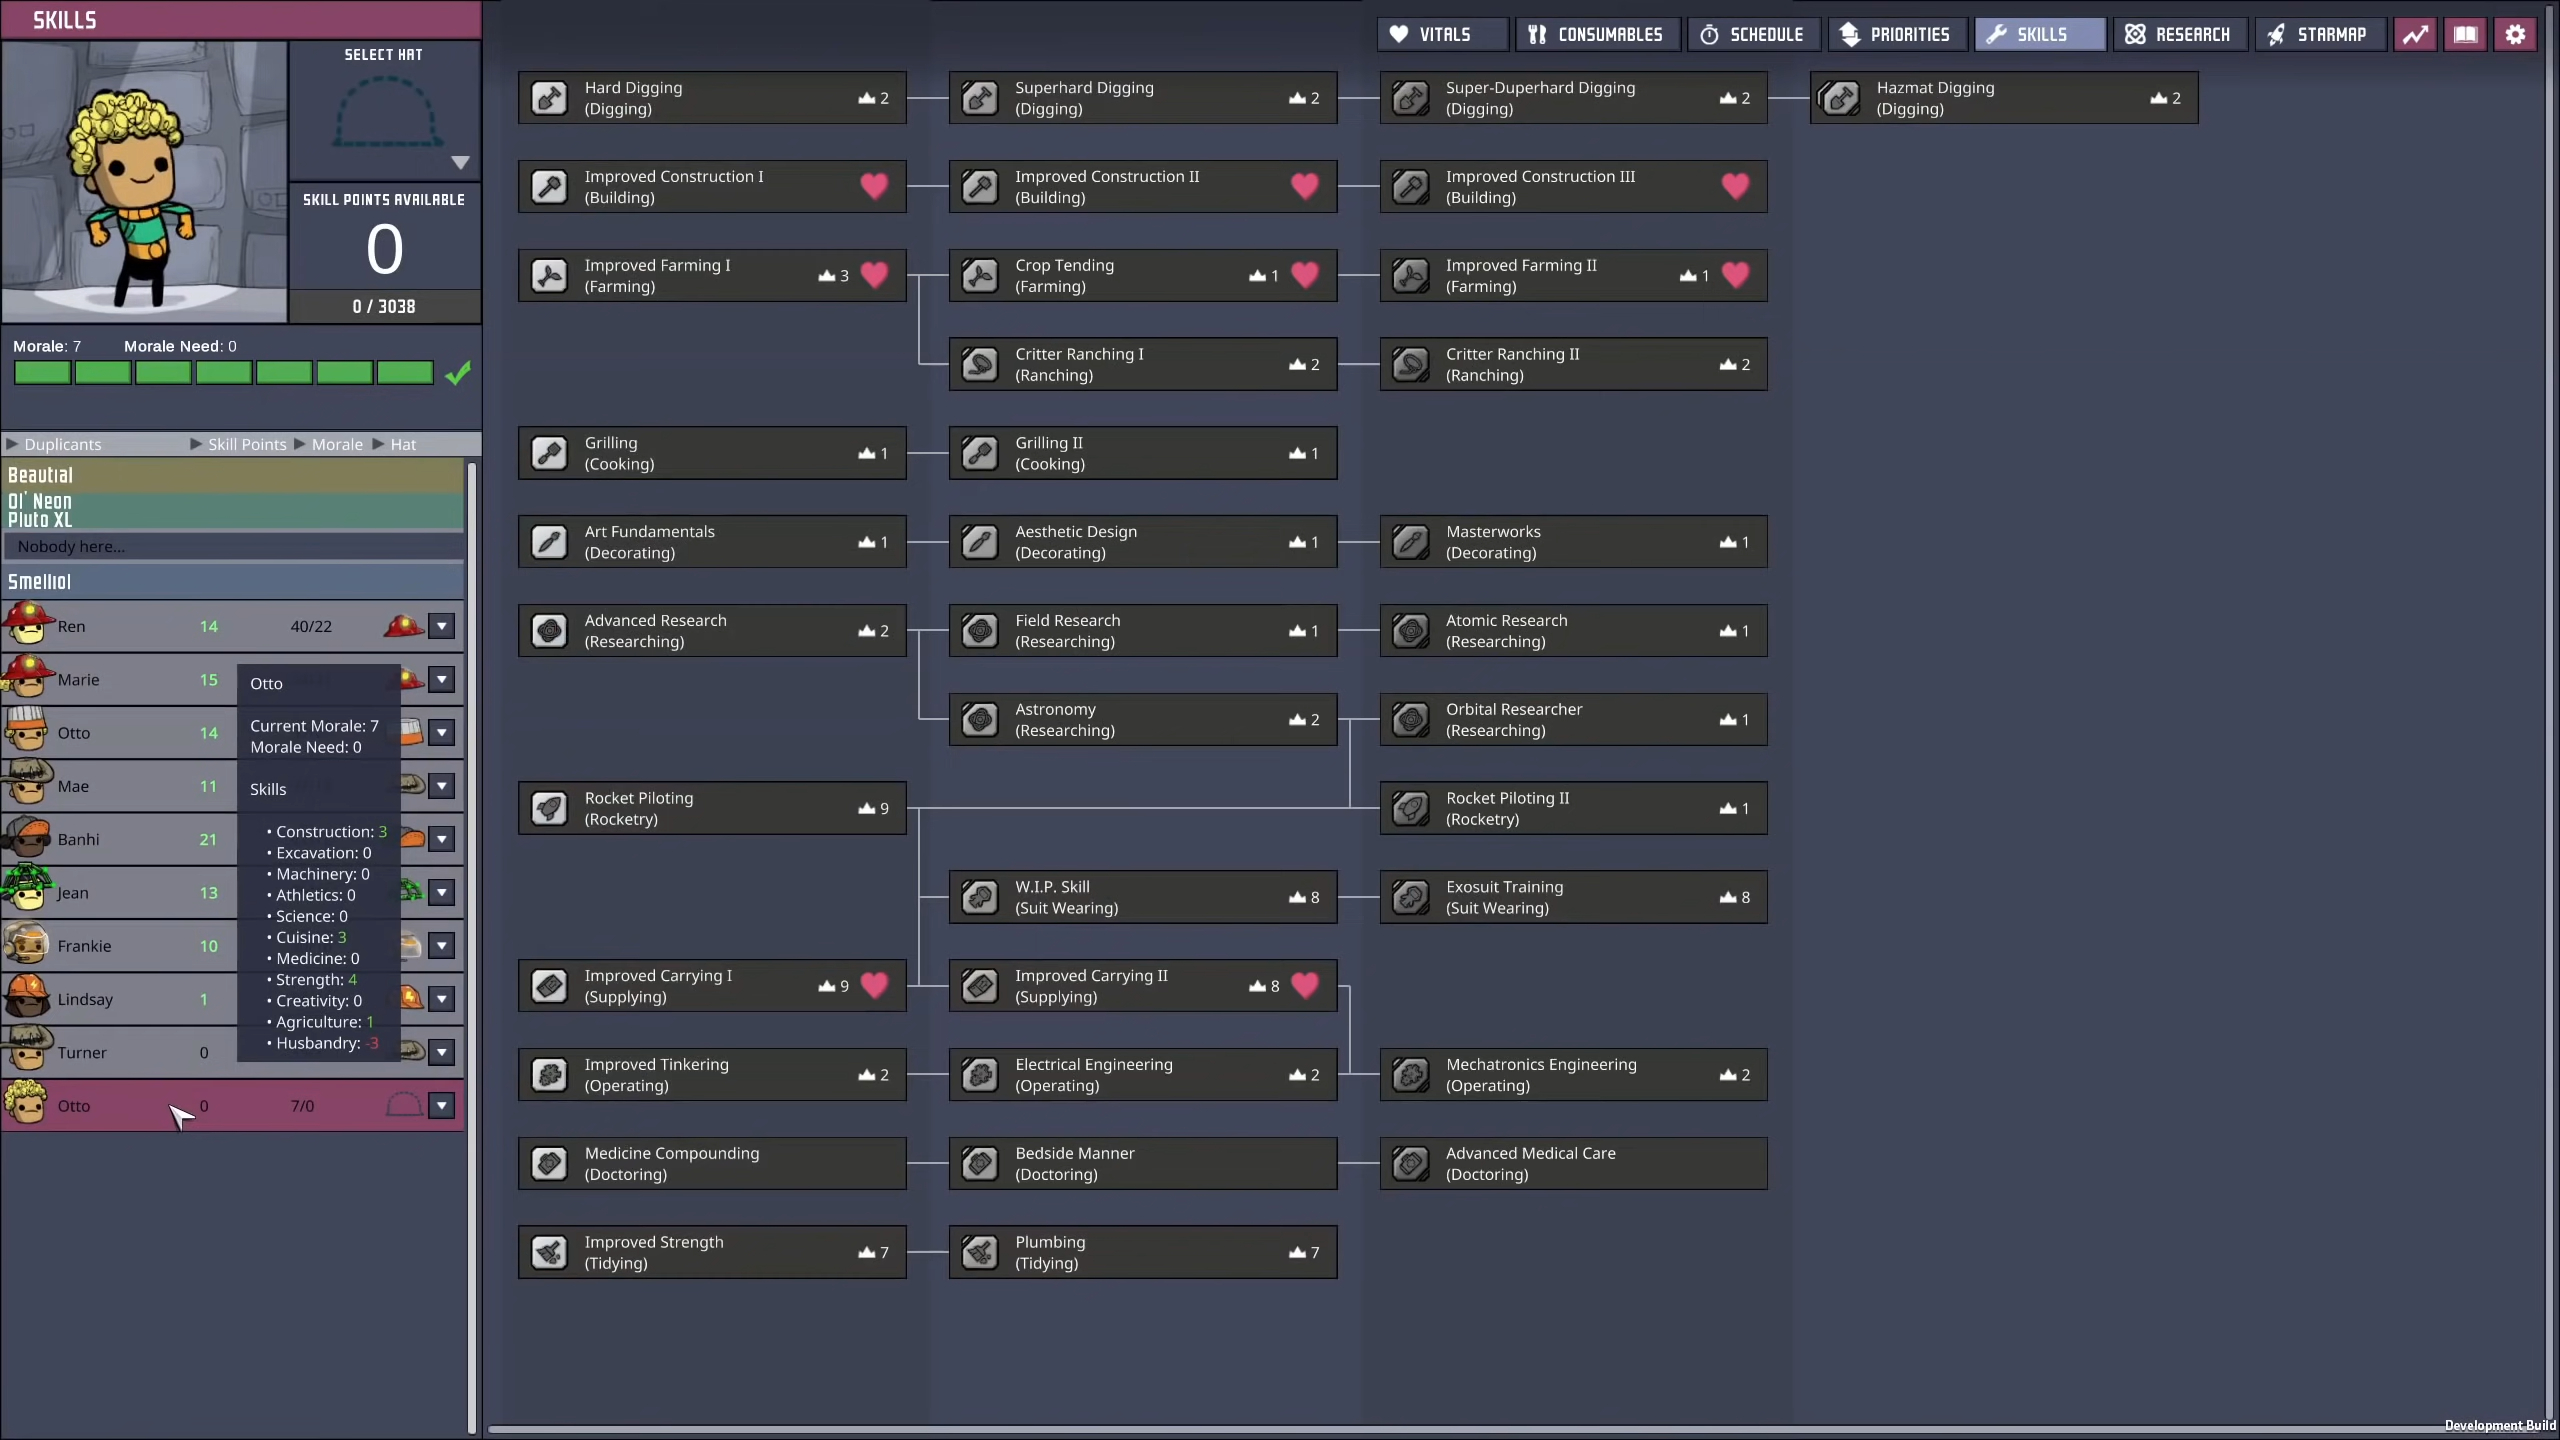 SKILLS
SELECT HAT
SKILL POINTS AVAILABLE
0
0 / 3038
Morale: 7 Morale Need: 0
Duplicants Skill Points Morale Hat
Beautial
Ol' Neon
Pluto XL
Nobody here...
Smelliol
Ren 14 40/22
Marie 15
Otto 14
Mae 11
Banhi 21
Jean 13
Frankie 10
Lindsay 1
Turner 0
Otto 0 7/0
Otto
Current Morale: 7
Morale Need: 0
Skills
• Construction: 3
• Excavation: 0
• Machinery: 0
• Athletics: 0
• Science: 0
• Cuisine: 3
• Medicine: 0
• Strength: 4
• Creativity: 0
• Agriculture: 1
• Husbandry: -3
VITALS CONSUMABLES SCHEDULE PRIORITIES SKILLS RESEARCH STARMAP
Hard Digging
(Digging) 2
Superhard Digging
(Digging) 2
Super-Duperhard Digging
(Digging) 2
Hazmat Digging
(Digging) 2
Improved Construction I
(Building)
Improved Construction II
(Building)
Improved Construction III
(Building)
Improved Farming I
(Farming) 3
Crop Tending
(Farming) 1
Improved Farming II
(Farming) 1
Critter Ranching I
(Ranching) 2
Critter Ranching II
(Ranching) 2
Grilling
(Cooking) 1
Grilling II
(Cooking) 1
Art Fundamentals
(Decorating) 1
Aesthetic Design
(Decorating) 1
Masterworks
(Decorating) 1
Advanced Research
(Researching) 2
Field Research
(Researching) 1
Atomic Research
(Researching) 1
Astronomy
(Researching) 2
Orbital Researcher
(Researching) 1
Rocket Piloting
(Rocketry) 9
Rocket Piloting II
(Rocketry) 1
W.I.P. Skill
(Suit Wearing) 8
Exosuit Training
(Suit Wearing) 8
Improved Carrying I
(Supplying) 9
Improved Carrying II
(Supplying) 8
Improved Tinkering
(Operating) 2
Electrical Engineering
(Operating) 2
Mechatronics Engineering
(Operating) 2
Medicine Compounding
(Doctoring)
Bedside Manner
(Doctoring)
Advanced Medical Care
(Doctoring)
Improved Strength
(Tidying) 7
Plumbing
(Tidying) 7
Development Build